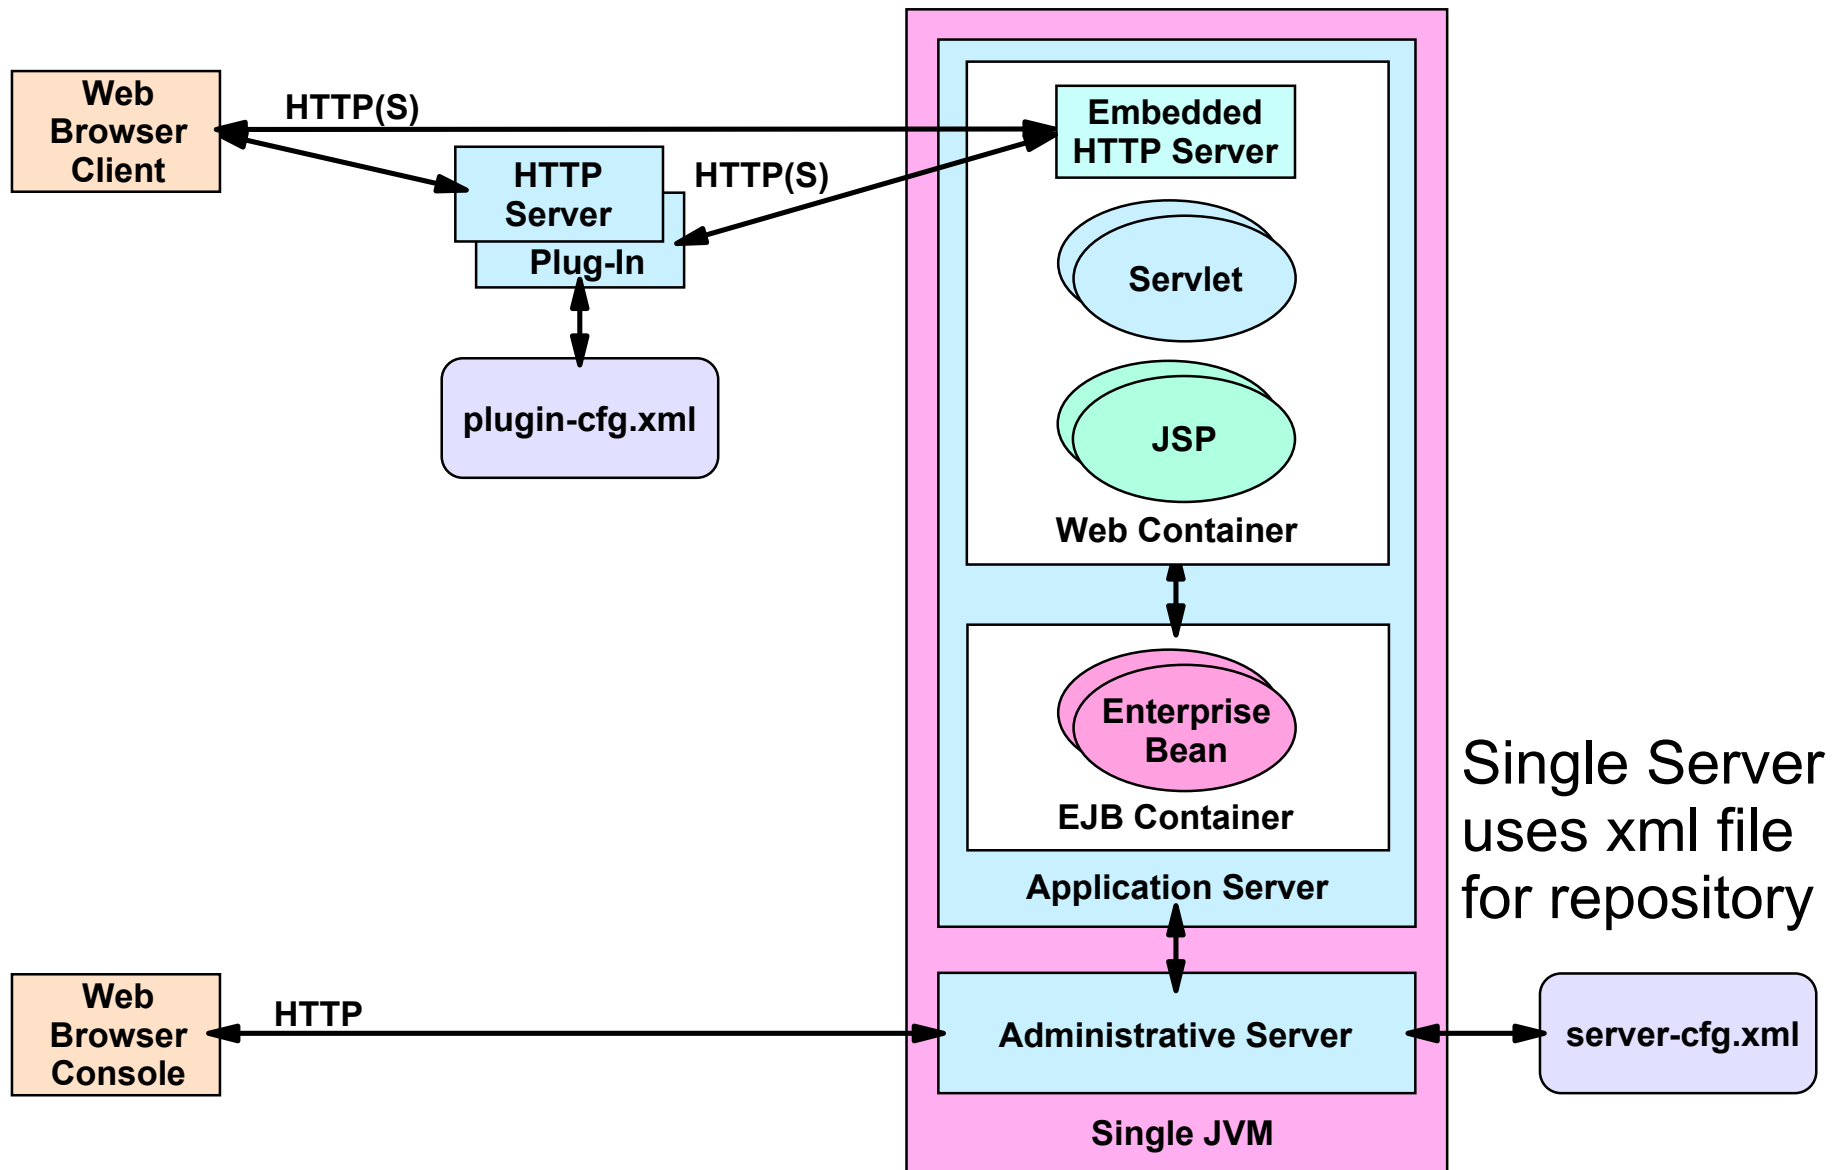 Web
Browser
Client
HTTP(S)
HTTP
Server
Plug-In
HTTP(S)
plugin-cfg.xml
Embedded
HTTP Server
Servlet
JSP
Web Container
Enterprise
Bean
EJB Container
Application Server
Single Server
uses xml file
for repository
Web
Browser
Console
HTTP
Administrative Server
server-cfg.xml
Single JVM